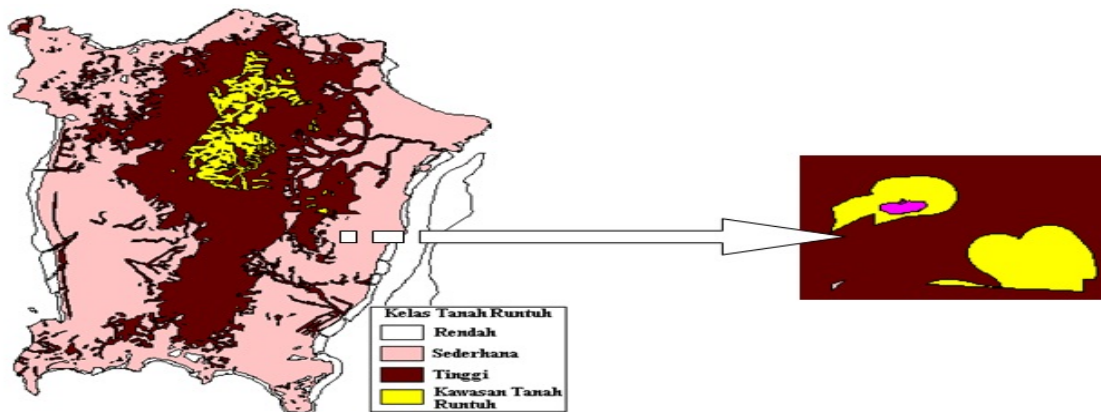 Kelas Tanah Runtuh
Rendah
Sederhana
Tinggi
Kawasan Tanah
Runtuh